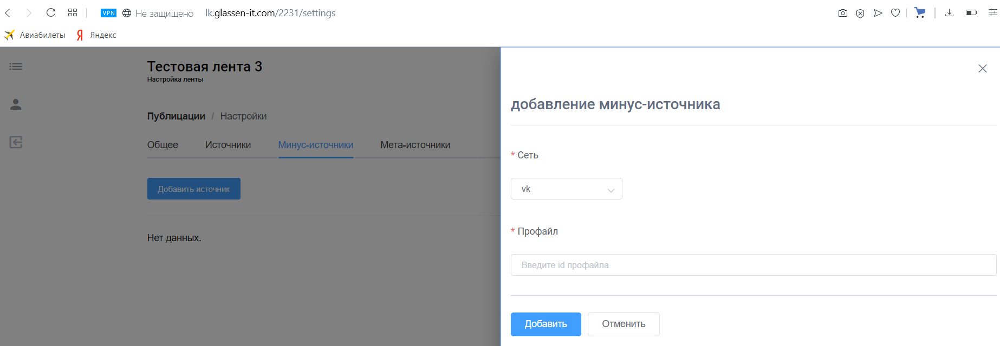 VPN Не защищено lk.glassen-it.com/2231/settings
Авиабилеты Яндекс
Тестовая лента 3
Настройка ленты
Публикации / Настройки
Общее Источники Минус-источники Мета-источники
Добавить источник
Нет данных.
добавление минус-источника
* Сеть
vk
* Профайл
Введите id профайла
Добавить Отменить